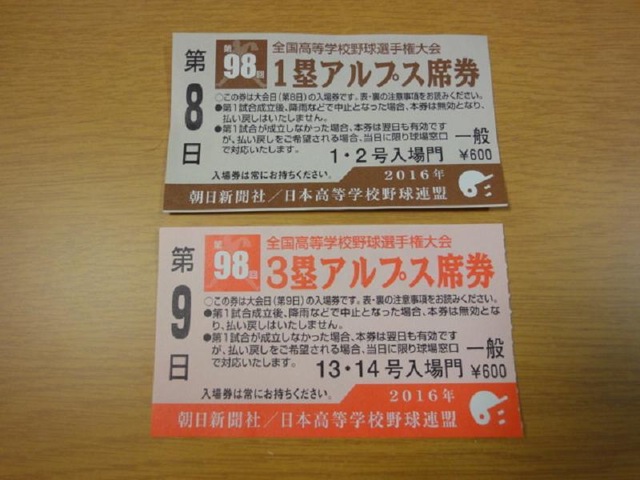 第8日
第98回
全国高等学校野球選手権大会
1塁アルプス席券
○この券は大会日(第8日)の入場券です。表・裏の注意事項をお読みください。
●第1試合成立後、降雨などで中止となった場合、本券は無効となり、
払い戻しはいたしません。
●第1試合が成立しなかった場合、本券は翌日も有効です
が、払い戻しをご希望される場合、当日に限り球場窓口
で対応いたします。
一般
1・2号入場門 ¥600
入場券は常にお持ちください。
2016年
朝日新聞社/日本高等学校野球連盟
第9日
第98回
全国高等学校野球選手権大会
3塁アルプス席券
○この券は大会日(第9日)の入場券です。表・裏の注意事項をお読みください。
●第1試合成立後、降雨などで中止となった場合、本券は無効とな
り、払い戻しはいたしません。
●第1試合が成立しなかった場合、本券は翌日も有効です
が、払い戻しをご希望される場合、当日に限り球場窓口
で対応いたします。
一般
13・14号入場門 ¥600
入場券は常にお持ちください。
2016年
朝日新聞社/日本高等学校野球連盟